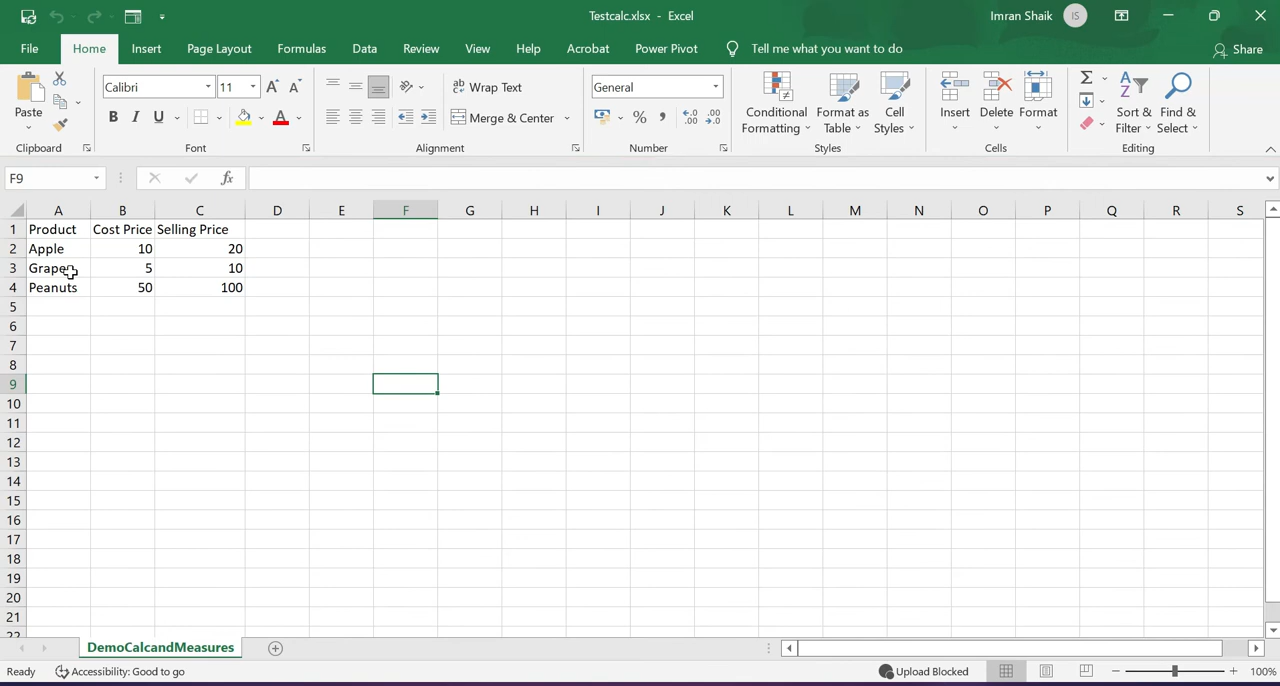 Testcalc.xlsx - Excel
Imran Shaik IS
File Home Insert Page Layout Formulas Data Review View Help Acrobat Power Pivot Tell me what you want to do Share
Paste
Calibri 11
B I U
A A
Wrap Text
Merge & Center
General
% ,
Conditional Formatting
Format as Table
Cell Styles
Insert
Delete
Format
Sort & Filter
Find & Select
Clipboard Font Alignment Number Styles Cells Editing
F9 fx
A B C D E F G H I J K L M N O P Q R S
1 Product Cost Price Selling Price
2 Apple 10 20
3 Grape 5 10
4 Peanuts 50 100
5
6
7
8
9
10
11
12
13
14
15
16
17
18
19
20
21
22
DemoCalcandMeasures
Ready Accessibility: Good to go Upload Blocked 100%